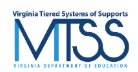 Virginia Tiered Systems of Supports
MTSS
VIRGINIA DEPARTMENT OF EDUCATION